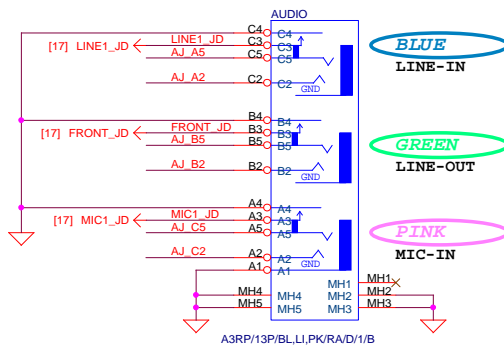 AUDIO
C4 C4
[17] LINE1_JD LINE1_JD C3 C3
AJ_A5 C5 C5
BLUE
LINE-IN
AJ_A2 C2 C2
GND
B4 B4
[17] FRONT_JD FRONT_JD B3 B3
AJ_B5 B5 B5
GREEN
LINE-OUT
AJ_B2 B2 B2
GND
A4 A4
[17] MIC1_JD MIC1_JD A3 A3
AJ_C5 A5 A5
PINK
MIC-IN
AJ_C2 A2 A2
GND
A1 A1
MH1 MH1
MH4 MH4 MH2 MH2
MH5 MH5 MH3 MH3
A3RP/13P/BL,LI,PK/RA/D/1/B